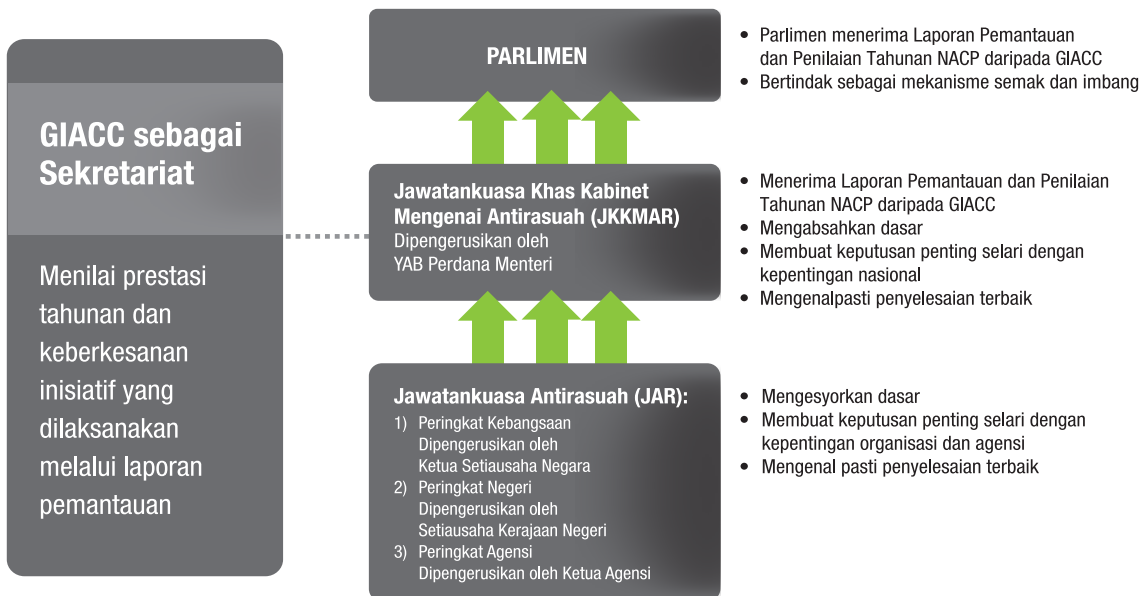 GIACC sebagai
Sekretariat
Menilai prestasi
tahunan dan
keberkesanan
inisiatif yang
dilaksanakan
melalui laporan
pemantauan
PARLIMEN
• Parlimen menerima Laporan Pemantauan
dan Penilaian Tahunan NACP daripada GIACC
• Bertindak sebagai mekanisme semak dan imbang
Jawatankuasa Khas Kabinet
Mengenai Antirasuah (JKKMAR)
Dipengerusikan oleh
YAB Perdana Menteri
• Menerima Laporan Pemantauan dan Penilaian
Tahunan NACP daripada GIACC
• Mengabsahkan dasar
• Membuat keputusan penting selari dengan
kepentingan nasional
• Mengenalpasti penyelesaian terbaik
Jawatankuasa Antirasuah (JAR):
1) Peringkat Kebangsaan
Dipengerusikan oleh
Ketua Setiausaha Negara
2) Peringkat Negeri
Dipengerusikan oleh
Setiausaha Kerajaan Negeri
3) Peringkat Agensi
Dipengerusikan oleh Ketua Agensi
• Mengesyorkan dasar
• Membuat keputusan penting selari dengan
kepentingan organisasi dan agensi
• Mengenal pasti penyelesaian terbaik